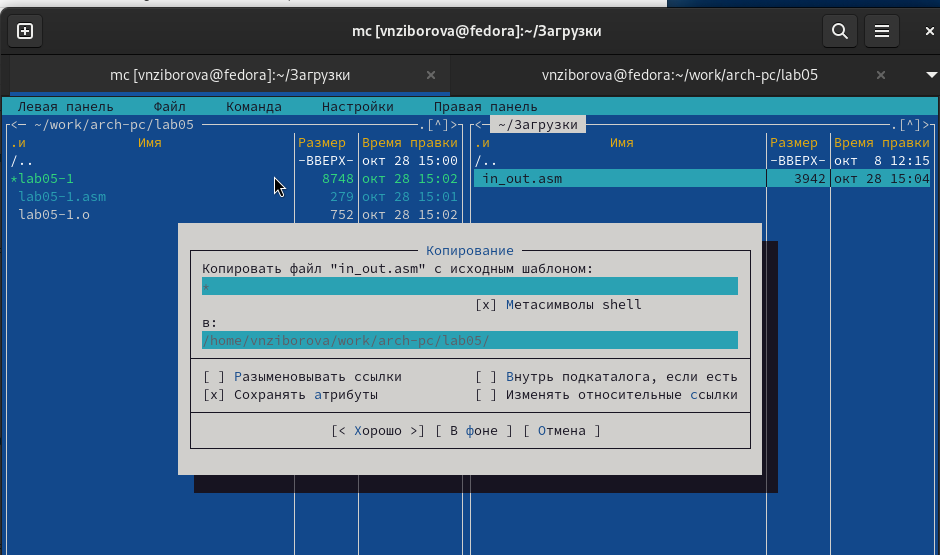 mc [vnziborova@fedora]:~/Загрузки
mc [vnziborova@fedora]:~/Загрузки × vnziborova@fedora:~/work/arch-pc/lab05 ×
Левая панель Файл Команда Настройки Правая панель
<─ ~/work/arch-pc/lab05 .[^]> <─ ~/Загрузки .[^]>
.и Имя Размер Время правки .и Имя Размер Время правки
/.. -ВВЕРХ- окт 28 15:00 /.. -ВВЕРХ- окт 8 12:15
*lab05-1 8748 окт 28 15:02 in_out.asm 3942 окт 28 15:04
lab05-1.asm 279 окт 28 15:01
lab05-1.o 752 окт 28 15:02
Копирование
Копировать файл "in_out.asm" с исходным шаблоном:
*
[x] Метасимволы shell
в:
/home/vnziborova/work/arch-pc/lab05/
[ ] Разыменовывать ссылки [ ] Внутрь подкаталога, если есть
[x] Сохранять атрибуты [ ] Изменять относительные ссылки
[< Хорошо >] [ В фоне ] [ Отмена ]